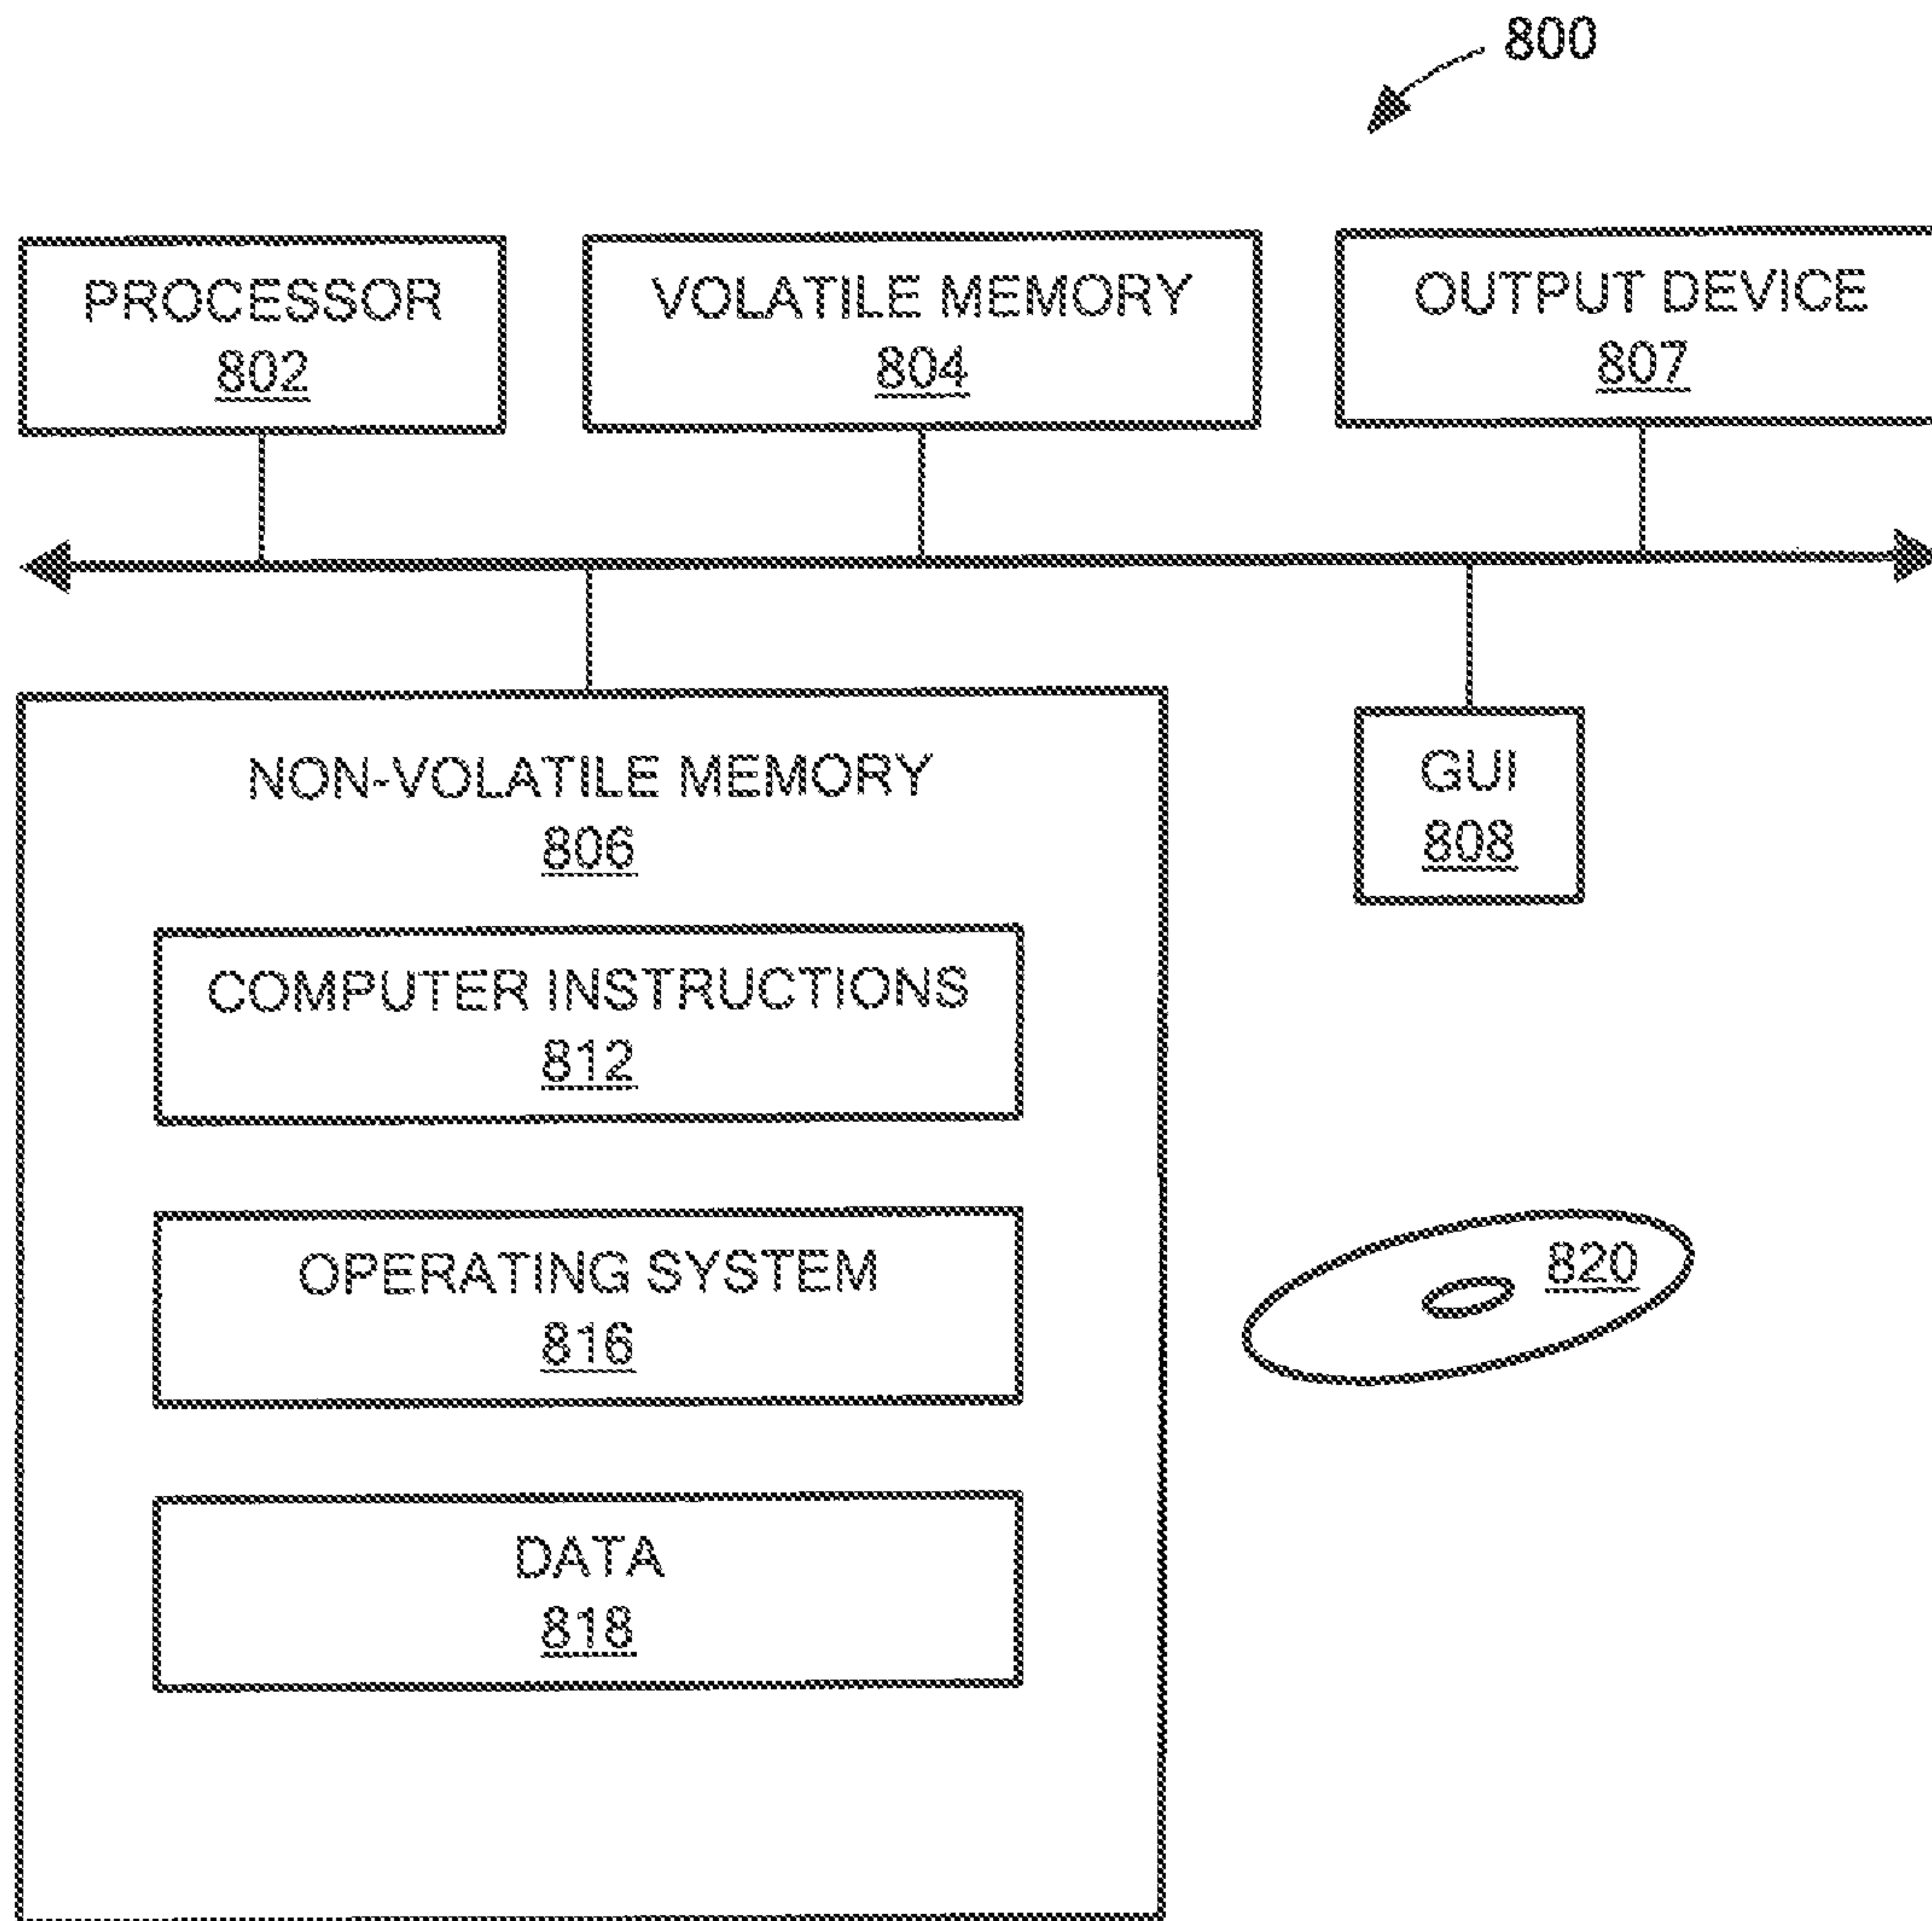 800
PROCESSOR
802
VOLATILE MEMORY
804
OUTPUT DEVICE
807
NON-VOLATILE MEMORY
806
GUI
808
COMPUTER INSTRUCTIONS
812
OPERATING SYSTEM
816
820
DATA
818